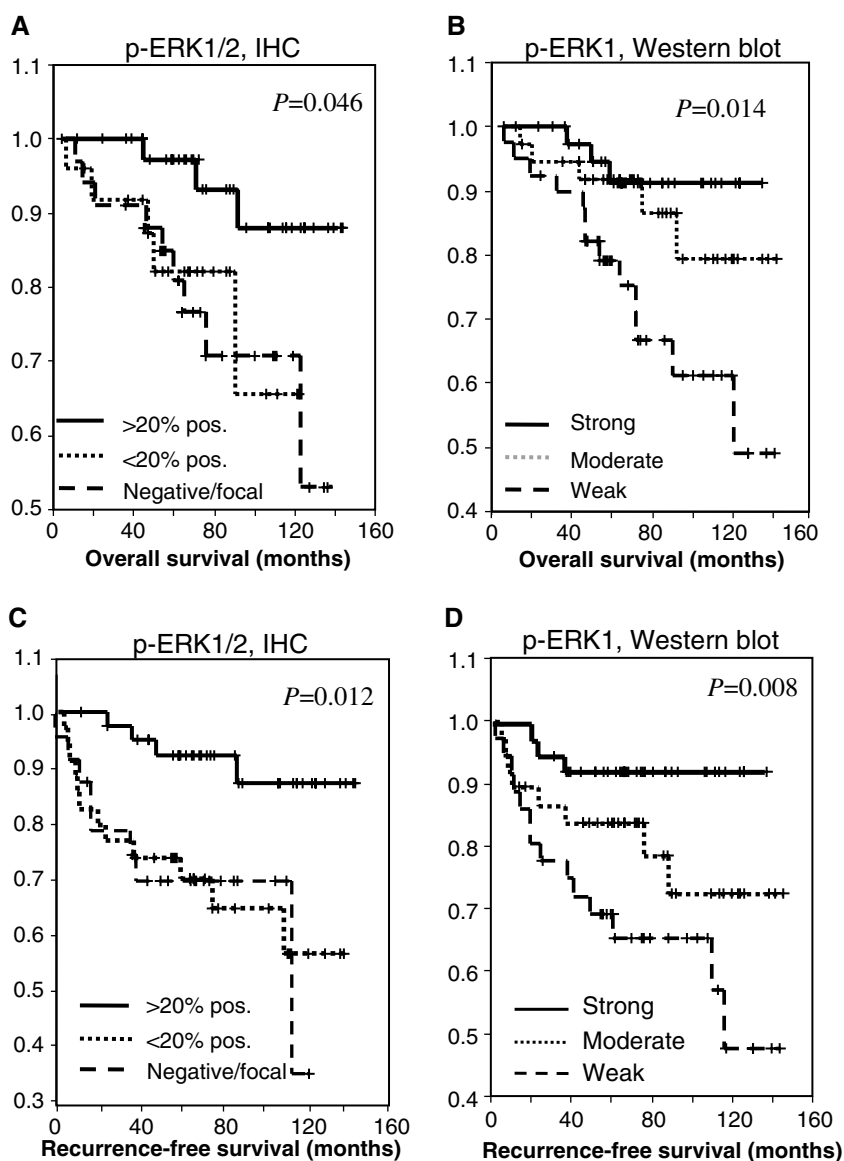 A
p-ERK1/2, IHC
P=0.046
1.1
1.0
0.9
0.8
0.7
0.6
0.5
>20% pos.
<20% pos.
Negative/focal
0 40 80 120 160
Overall survival (months)
B
p-ERK1, Western blot
P=0.014
1.1
1.0
0.9
0.8
0.7
0.6
0.5
0.4
Strong
Moderate
Weak
0 40 80 120 160
Overall survival (months)
C
p-ERK1/2, IHC
P=0.012
1.1
1.0
0.9
0.8
0.7
0.6
0.5
0.4
0.3
>20% pos.
<20% pos.
Negative/focal
0 40 80 120 160
Recurrence-free survival (months)
D
p-ERK1, Western blot
P=0.008
1.1
1.0
0.9
0.8
0.7
0.6
0.5
0.4
Strong
Moderate
Weak
0 40 80 120 160
Recurrence-free survival (months)